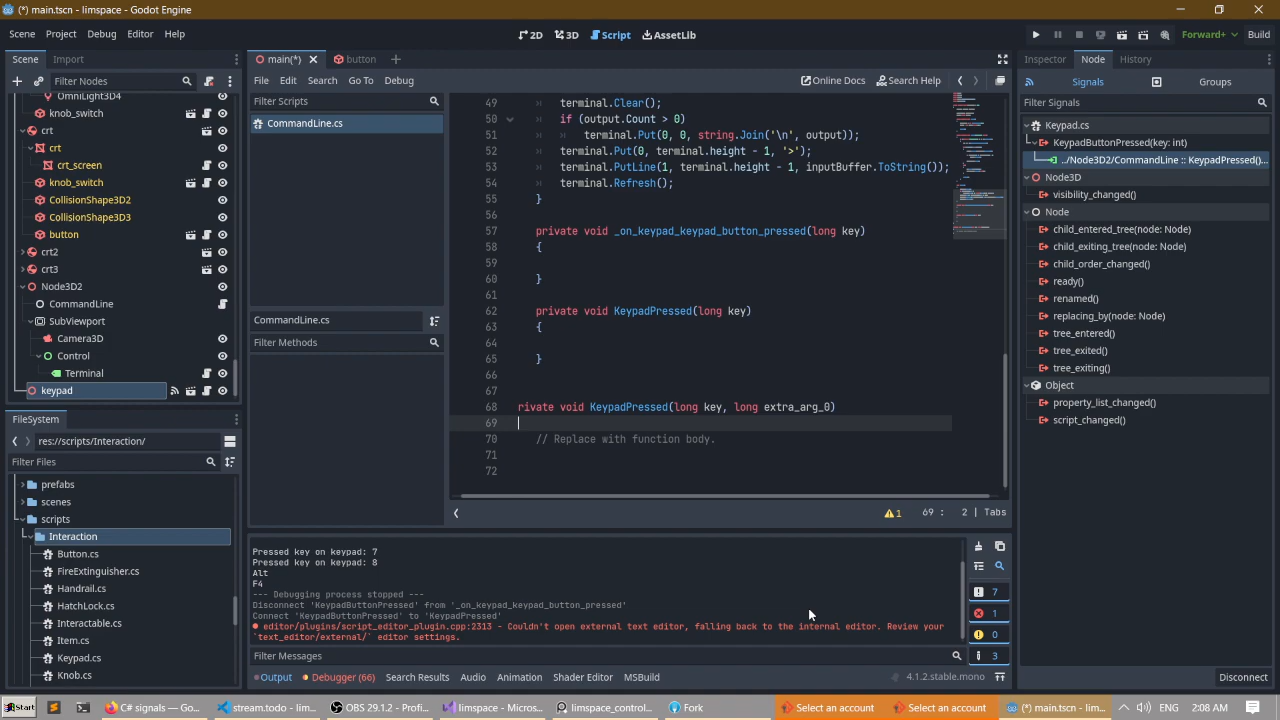 (*) main.tscn - limspace - Godot Engine
Scene Project Debug Editor Help
2D 3D Script AssetLib
Forward+ Build
Scene Import
main(*) button
Inspector Node History
Filter Nodes
File Edit Search Go To Debug
Online Docs Search Help
Signals Groups
OmniLight3D4
knob_switch
crt
crt
crt_screen
knob_switch
CollisionShape3D2
CollisionShape3D3
button
crt2
crt3
Node3D2
CommandLine
SubViewport
Camera3D
Control
Terminal
keypad
Filter Scripts
CommandLine.cs
CommandLine.cs
Filter Methods
49 terminal.Clear();
50 if (output.Count > 0)
51 terminal.Put(0, 0, string.Join('\n', output));
52 terminal.Put(0, terminal.height - 1, '>');
53 terminal.PutLine(1, terminal.height - 1, inputBuffer.ToString());
54 terminal.Refresh();
55 }
56
57 private void _on_keypad_keypad_button_pressed(long key)
58 {
59
60 }
61
62 private void KeypadPressed(long key)
63 {
64
65 }
66
67
68 rivate void KeypadPressed(long key, long extra_arg_0)
69
70 // Replace with function body.
71
72
1 69 : 2 | Tabs
Filter Signals
Keypad.cs
KeypadButtonPressed(key: int)
../Node3D2/CommandLine :: KeypadPressed()...
Node3D
visibility_changed()
Node
child_entered_tree(node: Node)
child_exiting_tree(node: Node)
child_order_changed()
ready()
renamed()
replacing_by(node: Node)
tree_entered()
tree_exited()
tree_exiting()
Object
property_list_changed()
script_changed()
FileSystem
res://scripts/Interaction/
Filter Files
prefabs
scenes
scripts
Interaction
Button.cs
FireExtinguisher.cs
Handrail.cs
HatchLock.cs
Interactable.cs
Item.cs
Keypad.cs
Knob.cs
Pressed key on keypad: 7
Pressed key on keypad: 8
Alt
F4
--- Debugging process stopped ---
Disconnect 'KeypadButtonPressed' from '_on_keypad_keypad_button_pressed'
Connect 'KeypadButtonPressed' to 'KeypadPressed'
editor/plugins/script_editor_plugin.cpp:2313 - Couldn't open external text editor, falling back to the internal editor. Review your
`text_editor/external/` editor settings.
7
1
0
3
Filter Messages
Output Debugger (66) Search Results Audio Animation Shader Editor MSBuild
4.1.2.stable.mono
Disconnect
Start C# signals — Go... stream.todo - lim... OBS 29.1.2 - Profi... limspace - Micros... limspace_control... Fork Select an account Select an account (*) main.tscn - lim... ENG 2:08 AM